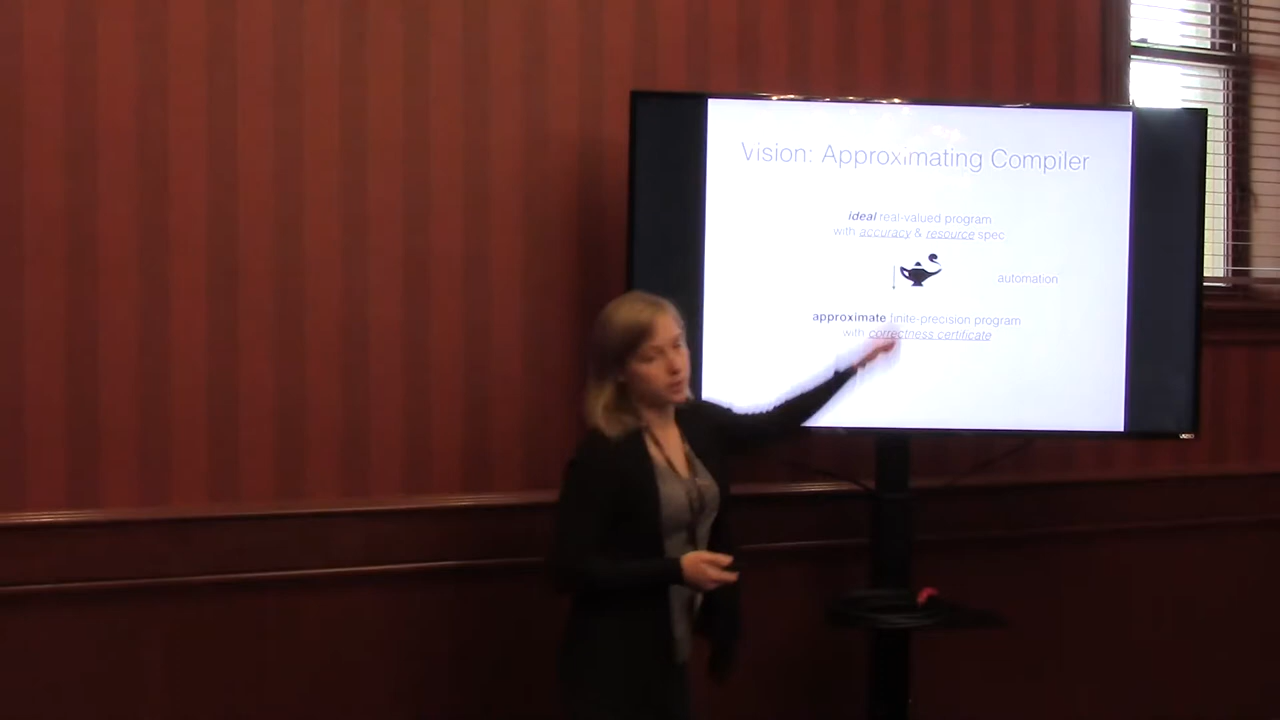 Vision: Approximating Compiler
ideal real-valued program
with accuracy & resource spec
automation
approximate finite-precision program
with correctness certificate
VIZIO